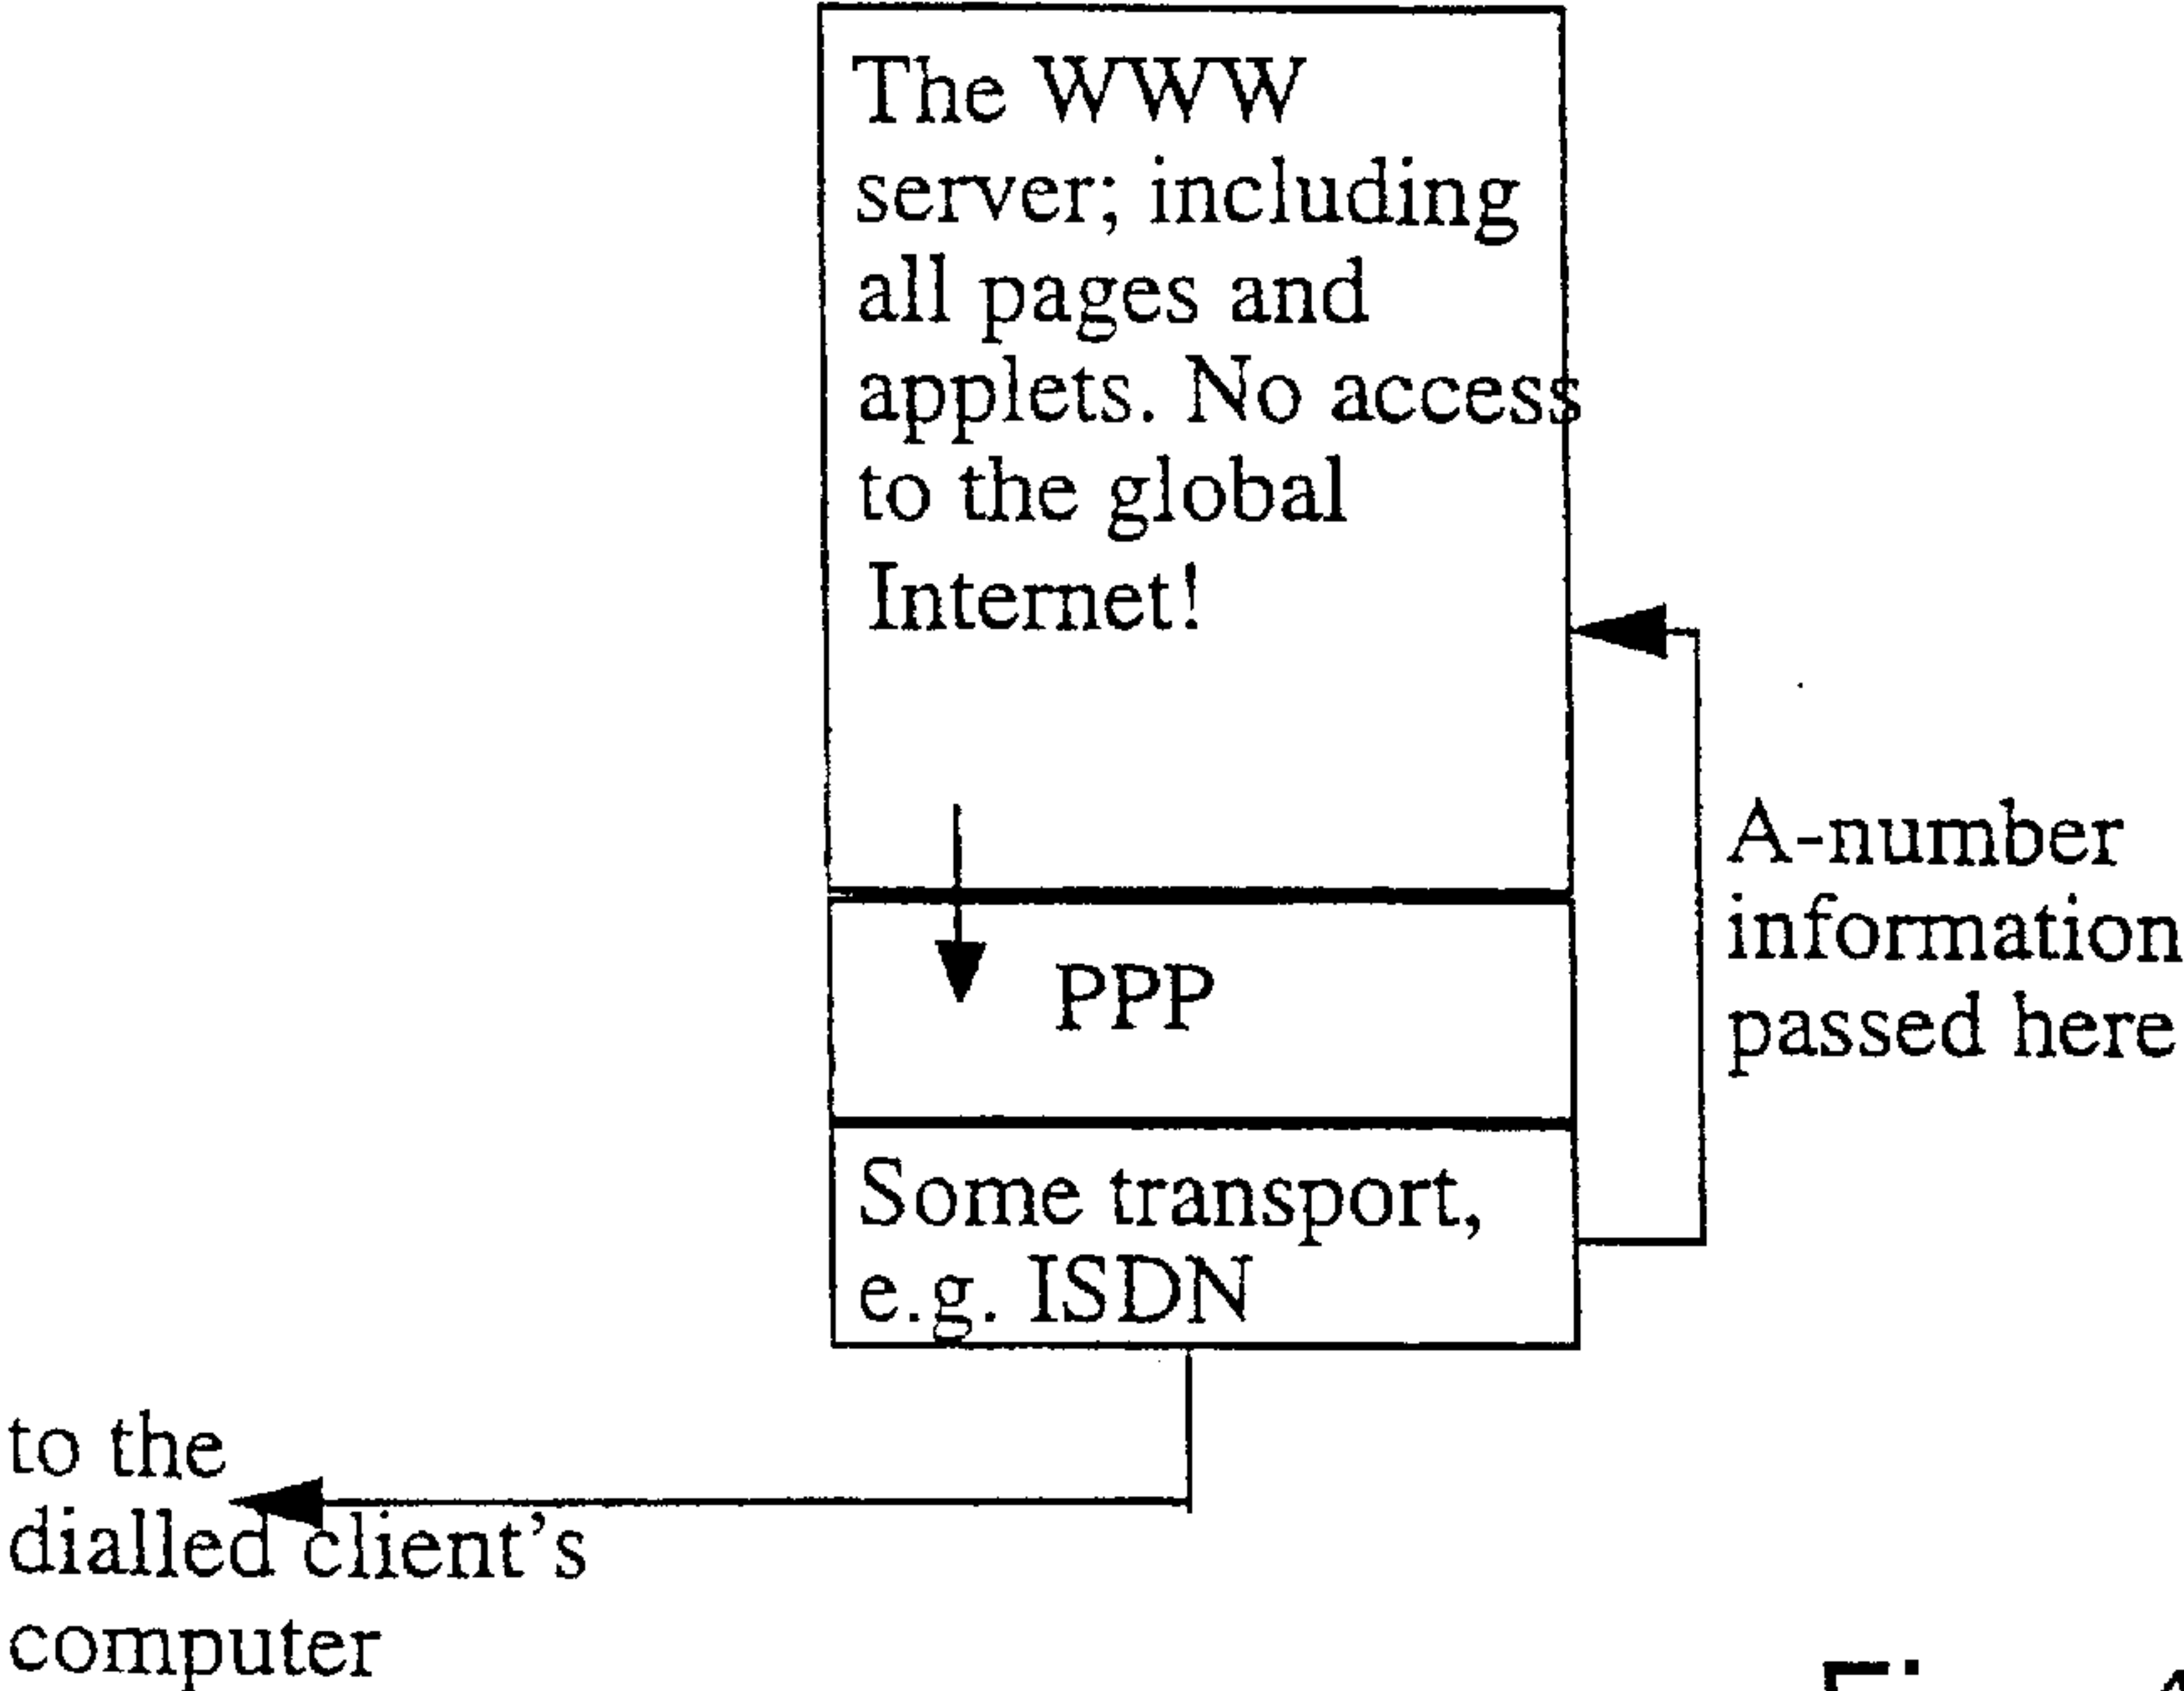 The WWW
server; including
all pages and
applets. No access
to the global
Internet!
A-number
information
passed here
PPP
Some transport,
e.g. ISDN
to the
dialled client's
computer